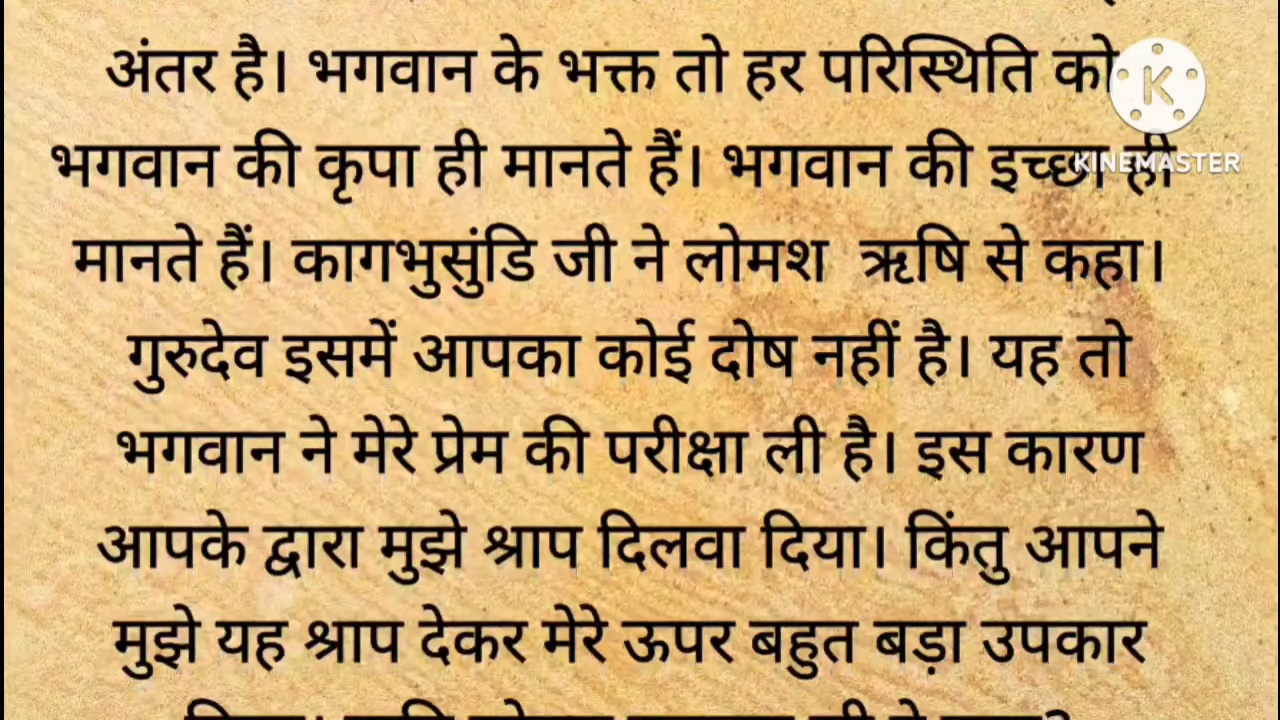 अंतर है। भगवान के भक्त तो हर परिस्थिति को
भगवान की कृपा ही मानते हैं। भगवान की इच्छा ही
मानते हैं। कागभुसुंडि जी ने लोमश ऋषि से कहा।
गुरुदेव इसमें आपका कोई दोष नहीं है। यह तो
भगवान ने मेरे प्रेम की परीक्षा ली है। इस कारण
आपके द्वारा मुझे श्राप दिलवा दिया। किंतु आपने
मुझे यह श्राप देकर मेरे ऊपर बहुत बड़ा उपकार
K
KINEMASTER